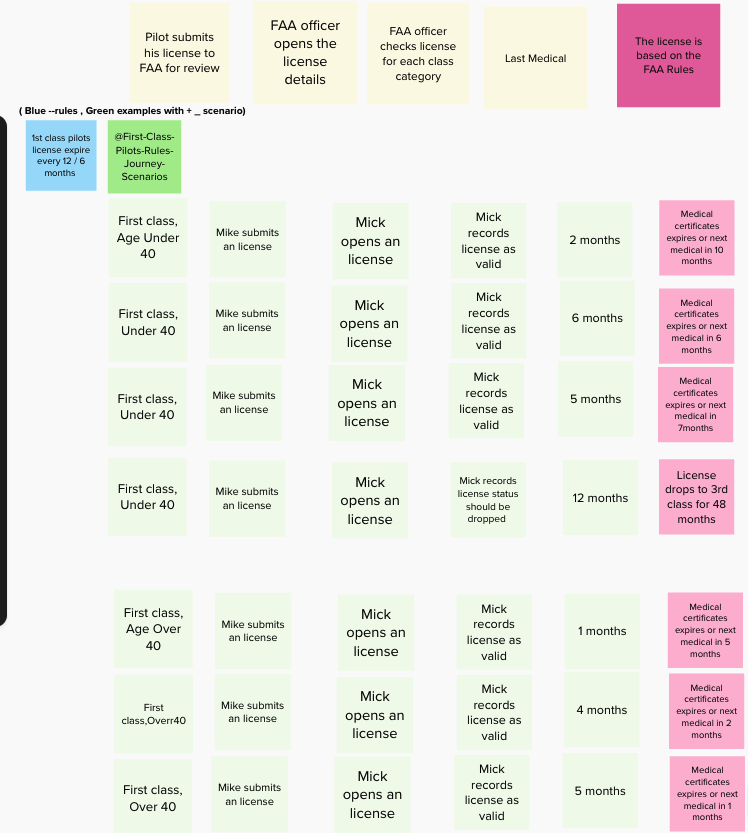 Pilot submits
his license to
FAA for review
FAA officer
opens the
license
details
FAA officer
checks license
for each class
category
Last Medical
The license is
based on the
FAA Rules
( Blue --rules , Green examples with + _ scenario)
1st class pilots
license expire
every 12 / 6
months
@First-Class-
Pilots-Rules-
Journey-
Scenarios
First class,
Age Under
40
Mike submits
an license
Mick
opens an
license
Mick
records
license as
valid
2 months
Medical
certificates
expires or next
medical in 10
months
First class,
Under 40
Mike submits
an license
Mick
opens an
license
Mick
records
license as
valid
6 months
Medical
certificates
expires or next
medical in 6
months
First class,
Under 40
Mike submits
an license
Mick
opens an
license
Mick
records
license as
valid
5 months
Medical
certificates
expires or next
medical in
7months
First class,
Under 40
Mike submits
an license
Mick
opens an
license
Mick records
license status
should be
dropped
12 months
License
drops to 3rd
class for 48
months
First class,
Age Over
40
Mike submits
an license
Mick
opens an
license
Mick
records
license as
valid
1 months
Medical
certificates
expires or next
medical in 5
months
First
class,Overr40
Mike submits
an license
Mick
opens an
license
Mick
records
license as
valid
4 months
Medical
certificates
expires or next
medical in 2
months
First class,
Over 40
Mike submits
an license
Mick
opens an
license
Mick
records
license as
valid
5 months
Medical
certificates
expires or next
medical in 1
months